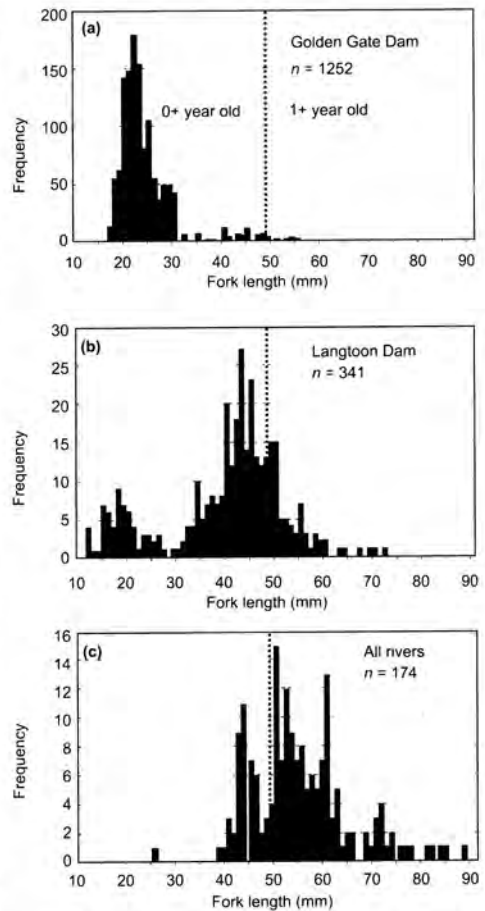 (a)
Golden Gate Dam
n = 1252
0+ year old
1+ year old
Frequency
200
150
100
50
0
10 20 30 40 50 60 70 80 90
Fork length (mm)
(b)
Langtoon Dam
n = 341
Frequency
30
25
20
15
10
5
0
10 20 30 40 50 60 70 80 90
Fork length (mm)
(c)
All rivers
n = 174
Frequency
16
14
12
10
8
6
4
2
0
10 20 30 40 50 60 70 80 90
Fork length (mm)